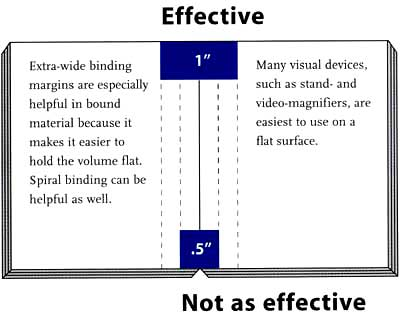 Effective
1"
Extra-wide binding
margins are especially
helpful in bound
material because it
makes it easier to
hold the volume flat.
Spiral binding can be
helpful as well.
Many visual devices,
such as stand- and
video-magnifiers, are
easiest to use on a
flat surface.
.5"
Not as effective